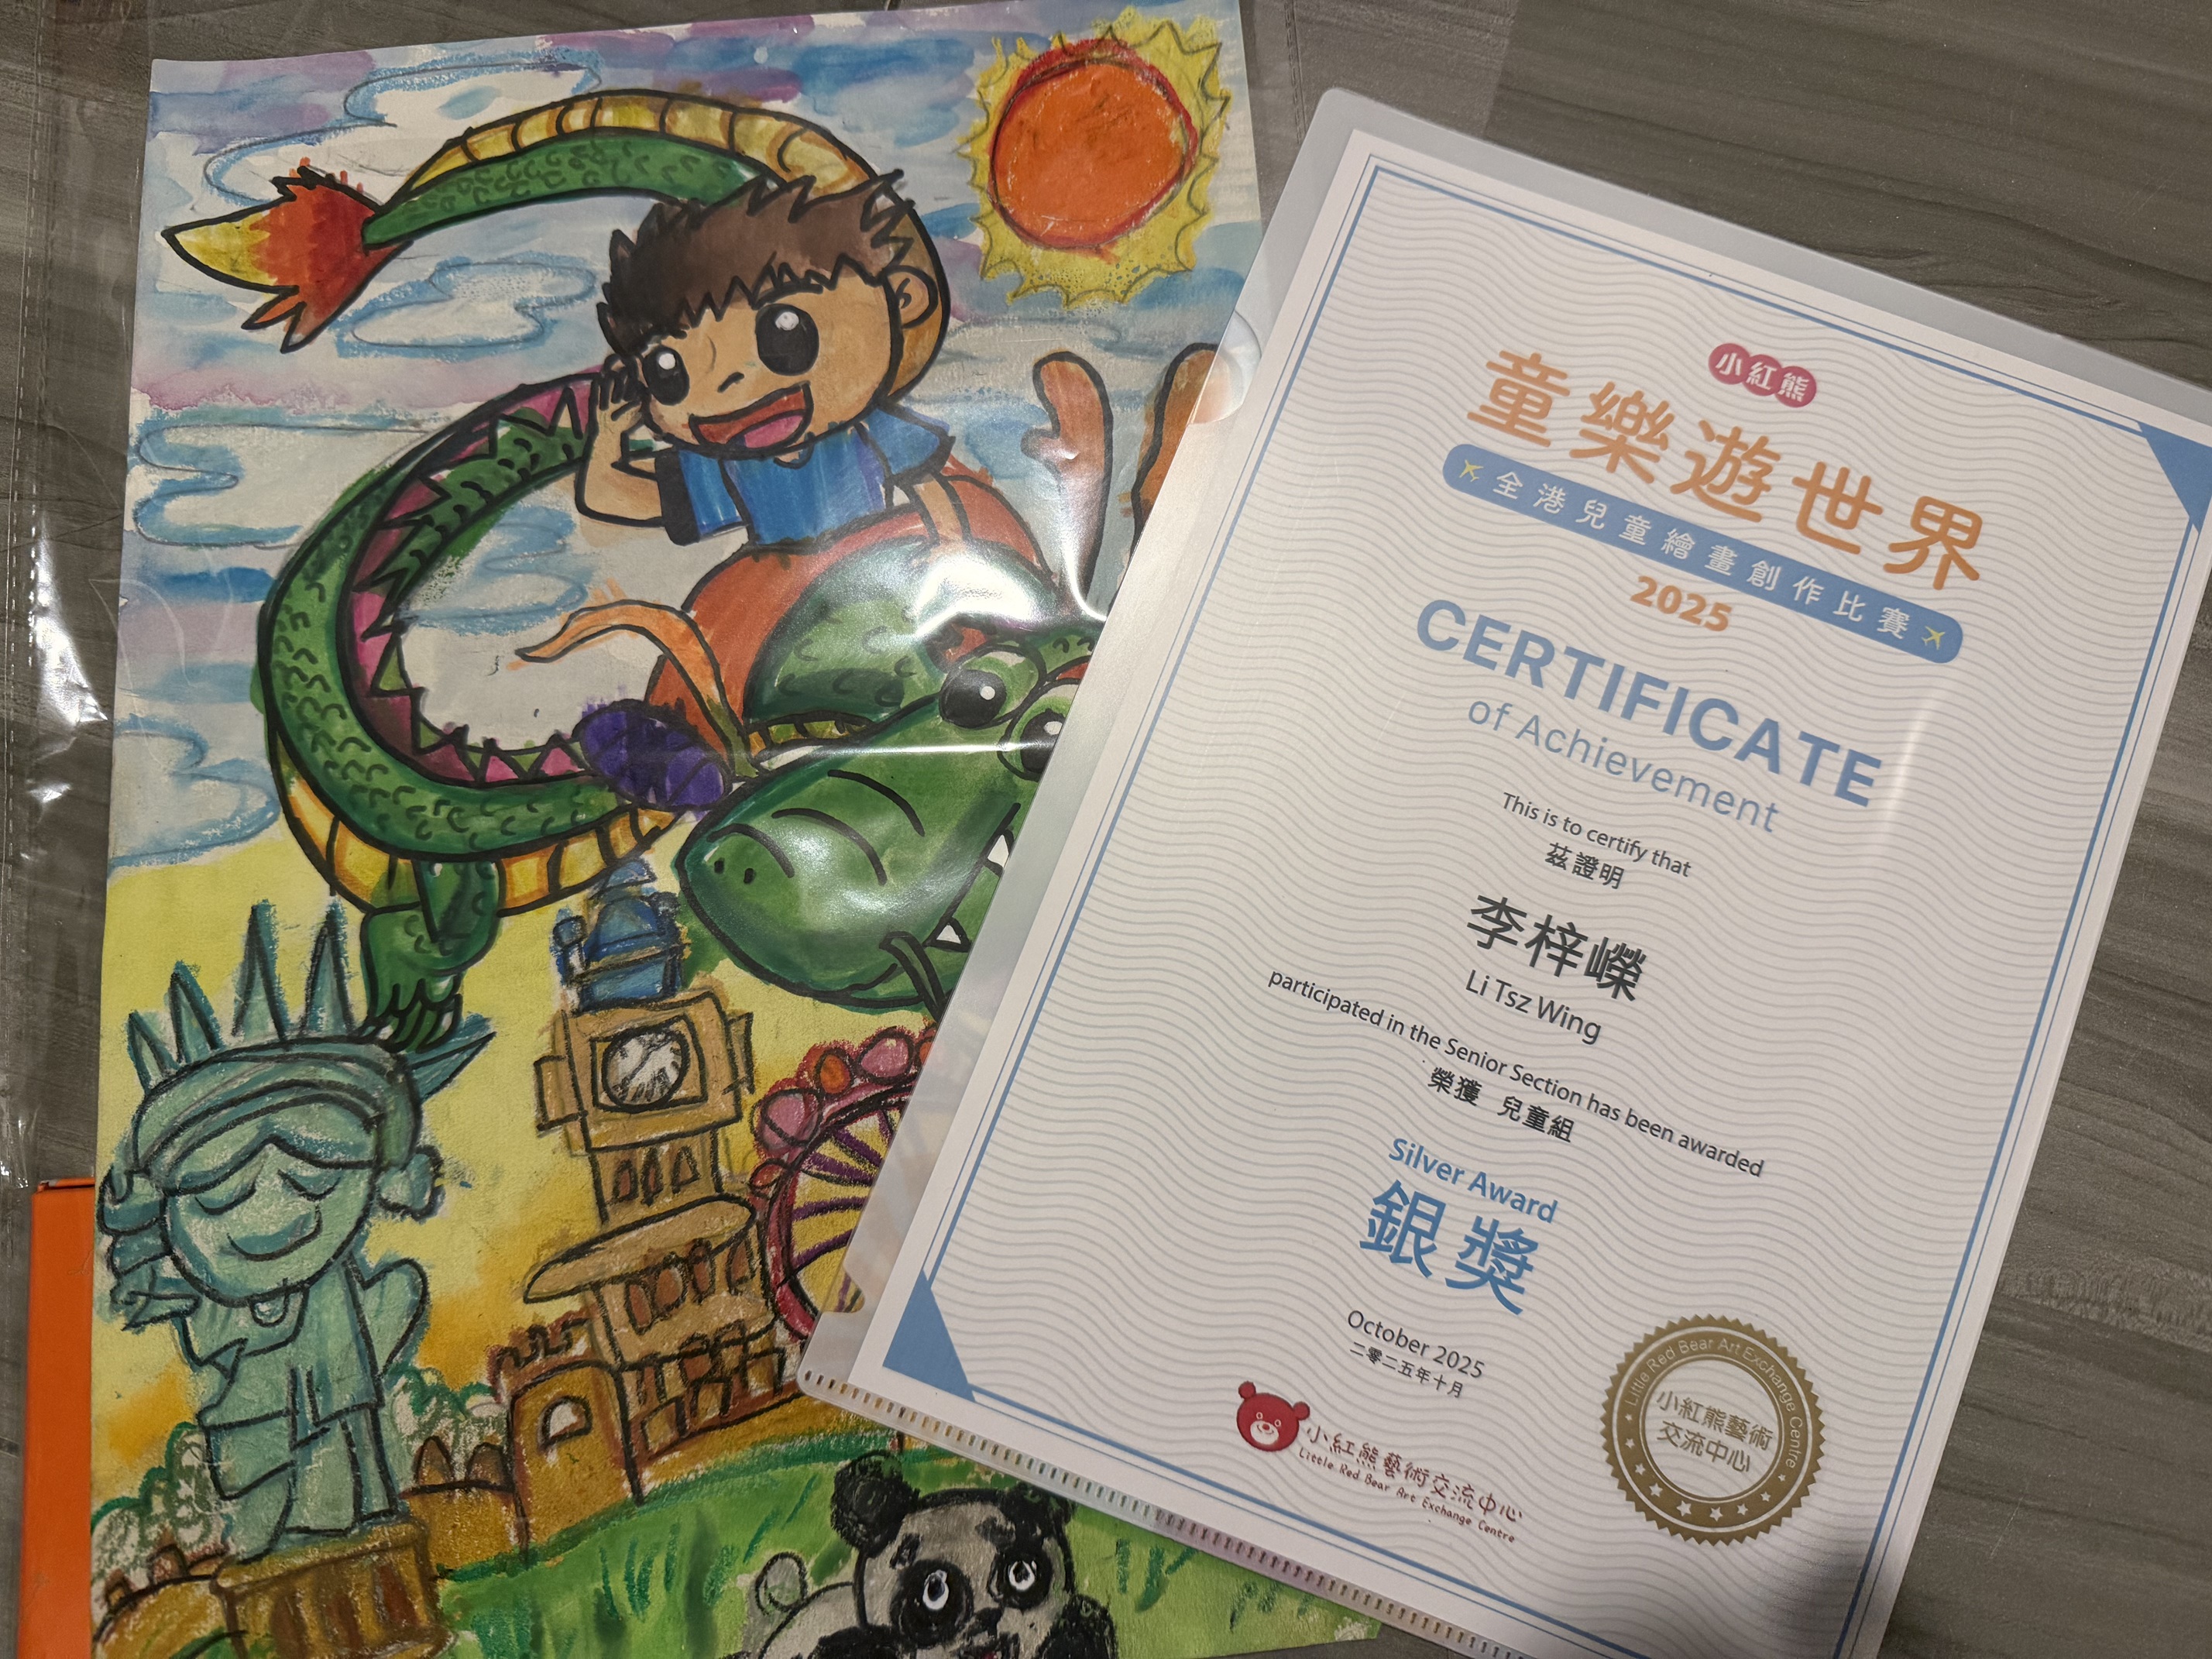 小紅熊
童樂遊世界
全港兒童繪畫創作比賽
2025
CERTIFICATE
of Achievement
This is to certify that
茲證明
李梓嶸
Li Tsz Wing
participated in the Senior Section has been awarded
榮獲 兒童組
Silver Award
銀獎
October 2025
二零二五年十月
小紅熊藝術交流中心
Little Red Bear Art Exchange Centre
Little Red Bear Art Exchange Centre
小紅熊藝術
交流中心